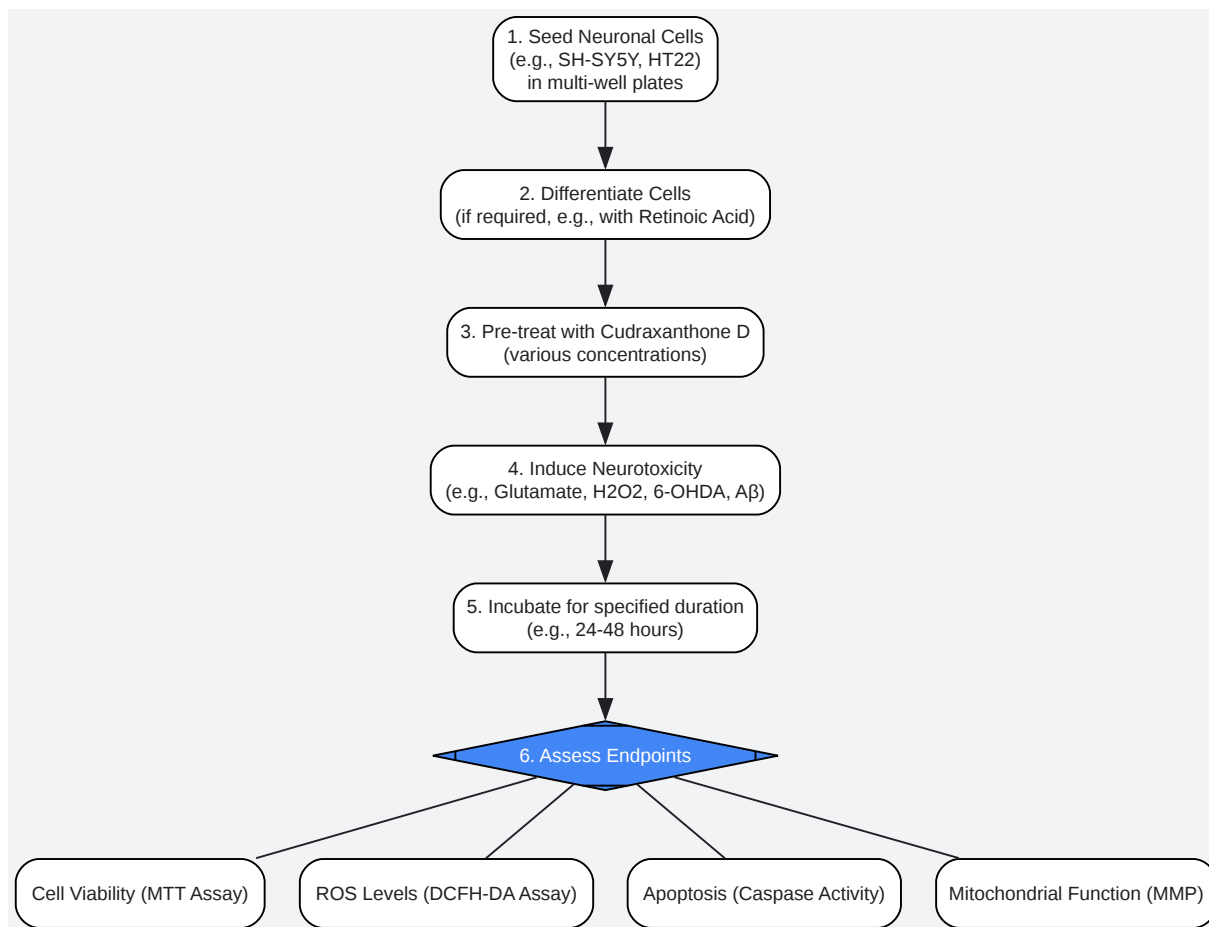 1. Seed Neuronal Cells
(e.g., SH-SY5Y, HT22)
in multi-well plates
2. Differentiate Cells
(if required, e.g., with Retinoic Acid)
3. Pre-treat with Cudraxanthone D
(various concentrations)
4. Induce Neurotoxicity
(e.g., Glutamate, H2O2, 6-OHDA, Aβ)
5. Incubate for specified duration
(e.g., 24-48 hours)
6. Assess Endpoints
Cell Viability (MTT Assay)
ROS Levels (DCFH-DA Assay)
Apoptosis (Caspase Activity)
Mitochondrial Function (MMP)